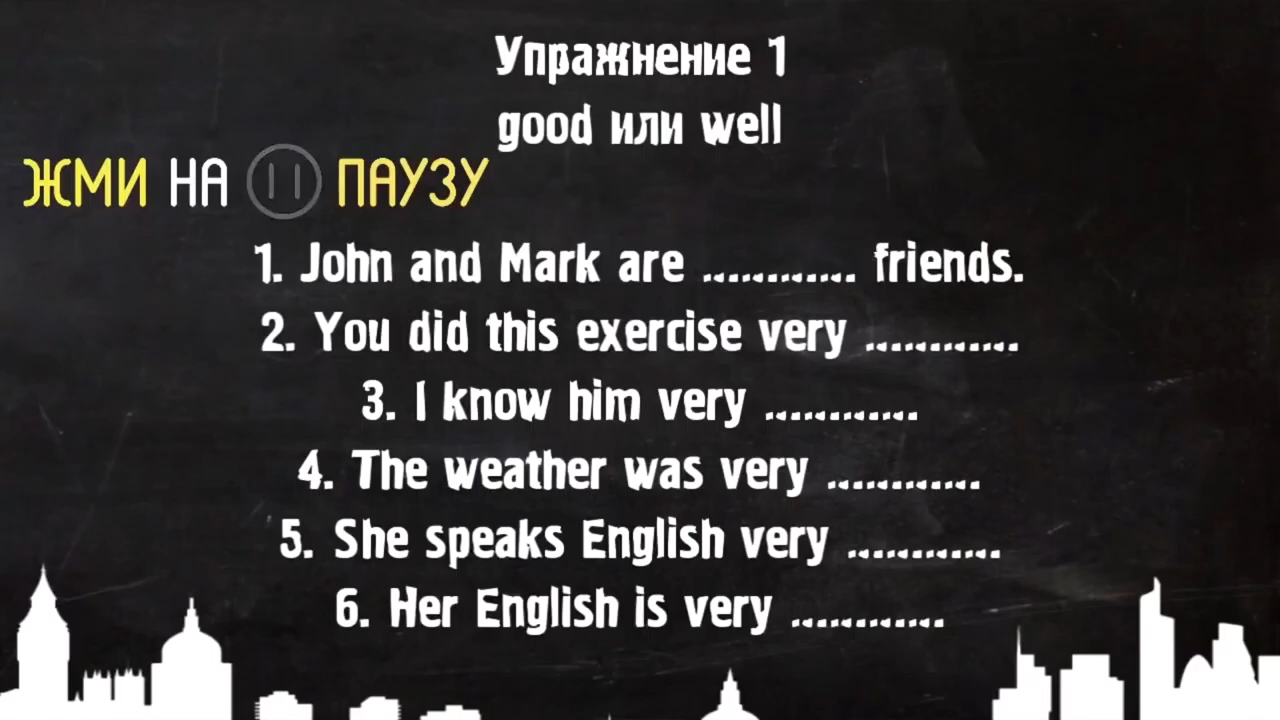 Упражнение 1
good или well
ЖМИ НА ПАУЗУ
1. John and Mark are ............ friends.
2. You did this exercise very ............
3. I know him very ............
4. The weather was very ............
5. She speaks English very ............
6. Her English is very ............